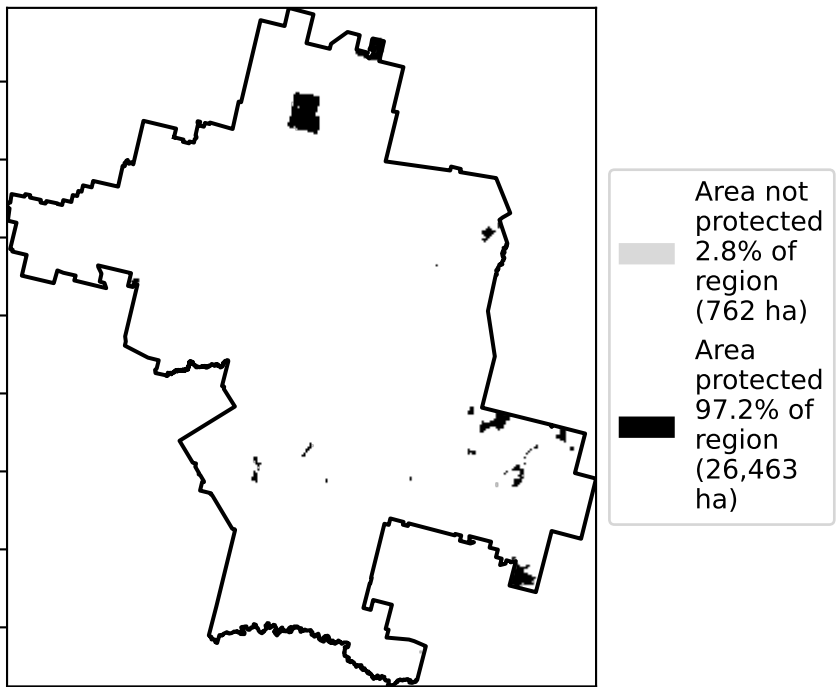 Area not
protected
2.8% of
region
(762 ha)
Area
protected
97.2% of
region
(26,463
ha)